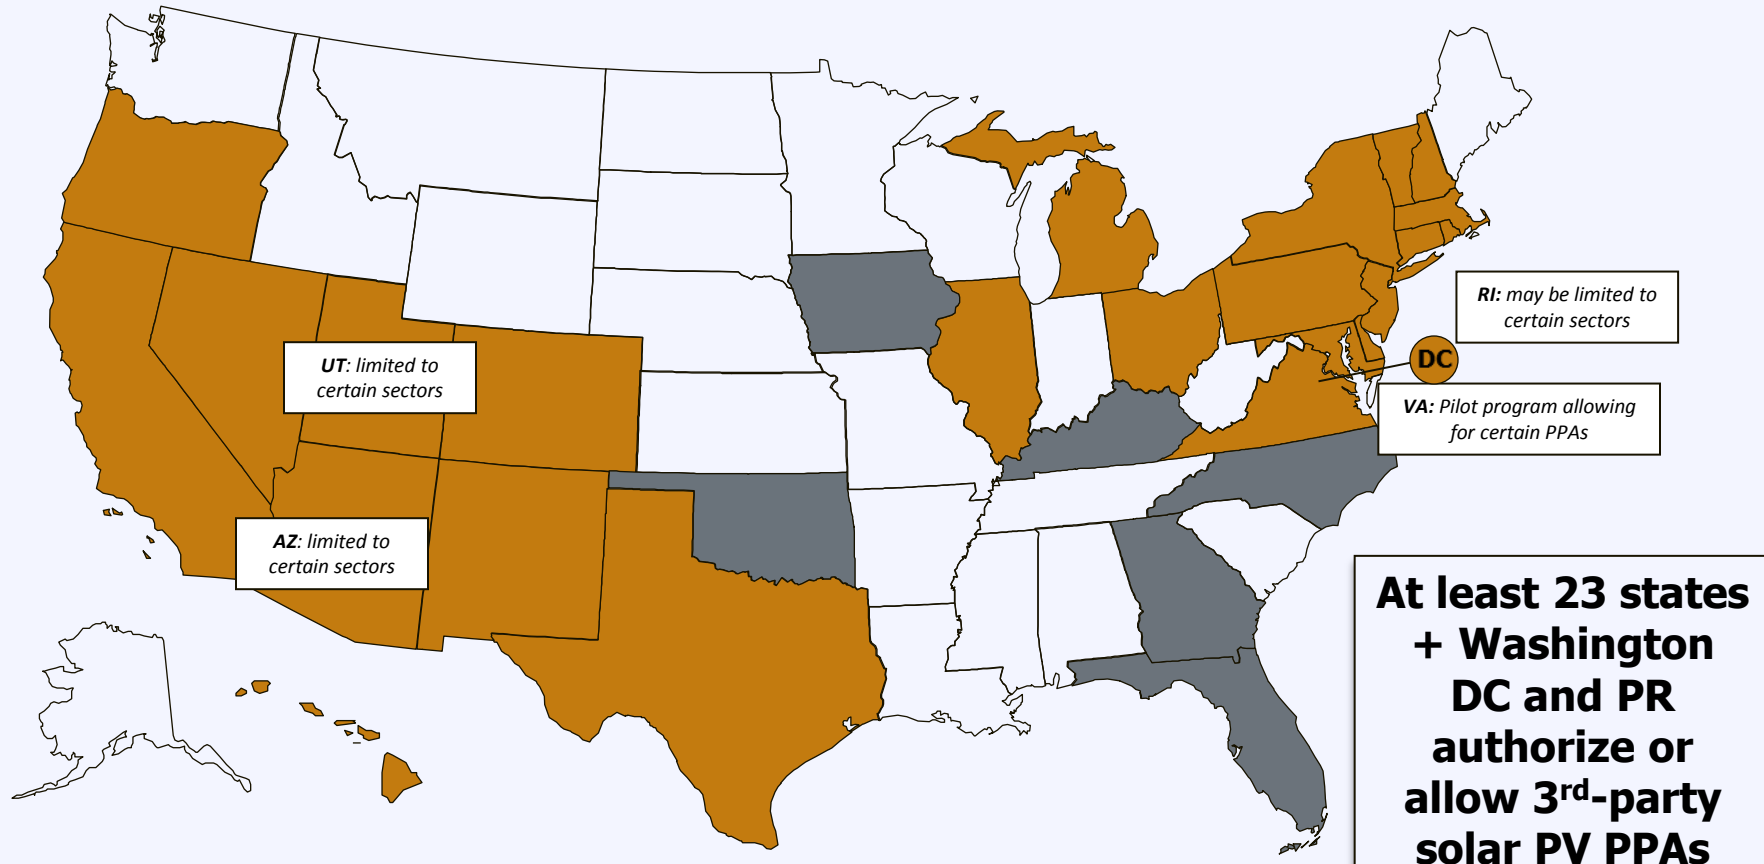 RI: may be limited to
certain sectors
DC
UT: limited to
certain sectors
VA: Pilot program allowing
for certain PPAs
AZ: limited to
certain sectors
At least 23 states
+ Washington
DC and PR
authorize or
allow 3rd-party
solar PV PPAs